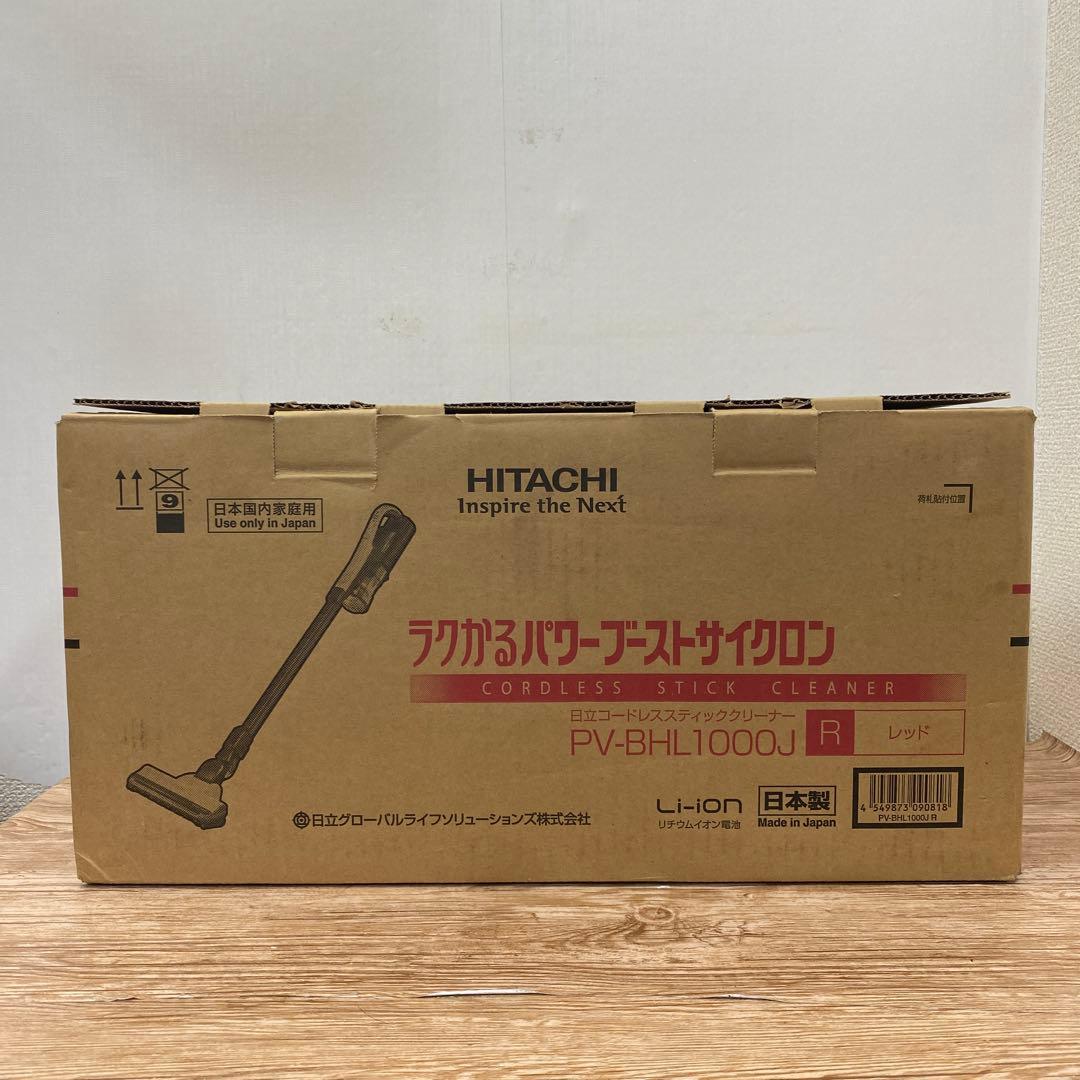 HITACHI
Inspire the Next
9
日本国内家庭用
Use only in Japan
荷札貼付位置
ラクかるパワーブーストサイクロン
CORDLESS STICK CLEANER
日立コードレススティッククリーナー
PV-BHL1000J R レッド
日立グローバルライフソリューションズ株式会社
Li-ion
リチウムイオン電池
日本製
Made in Japan
4 549873 090818
PV-BHL1000J R